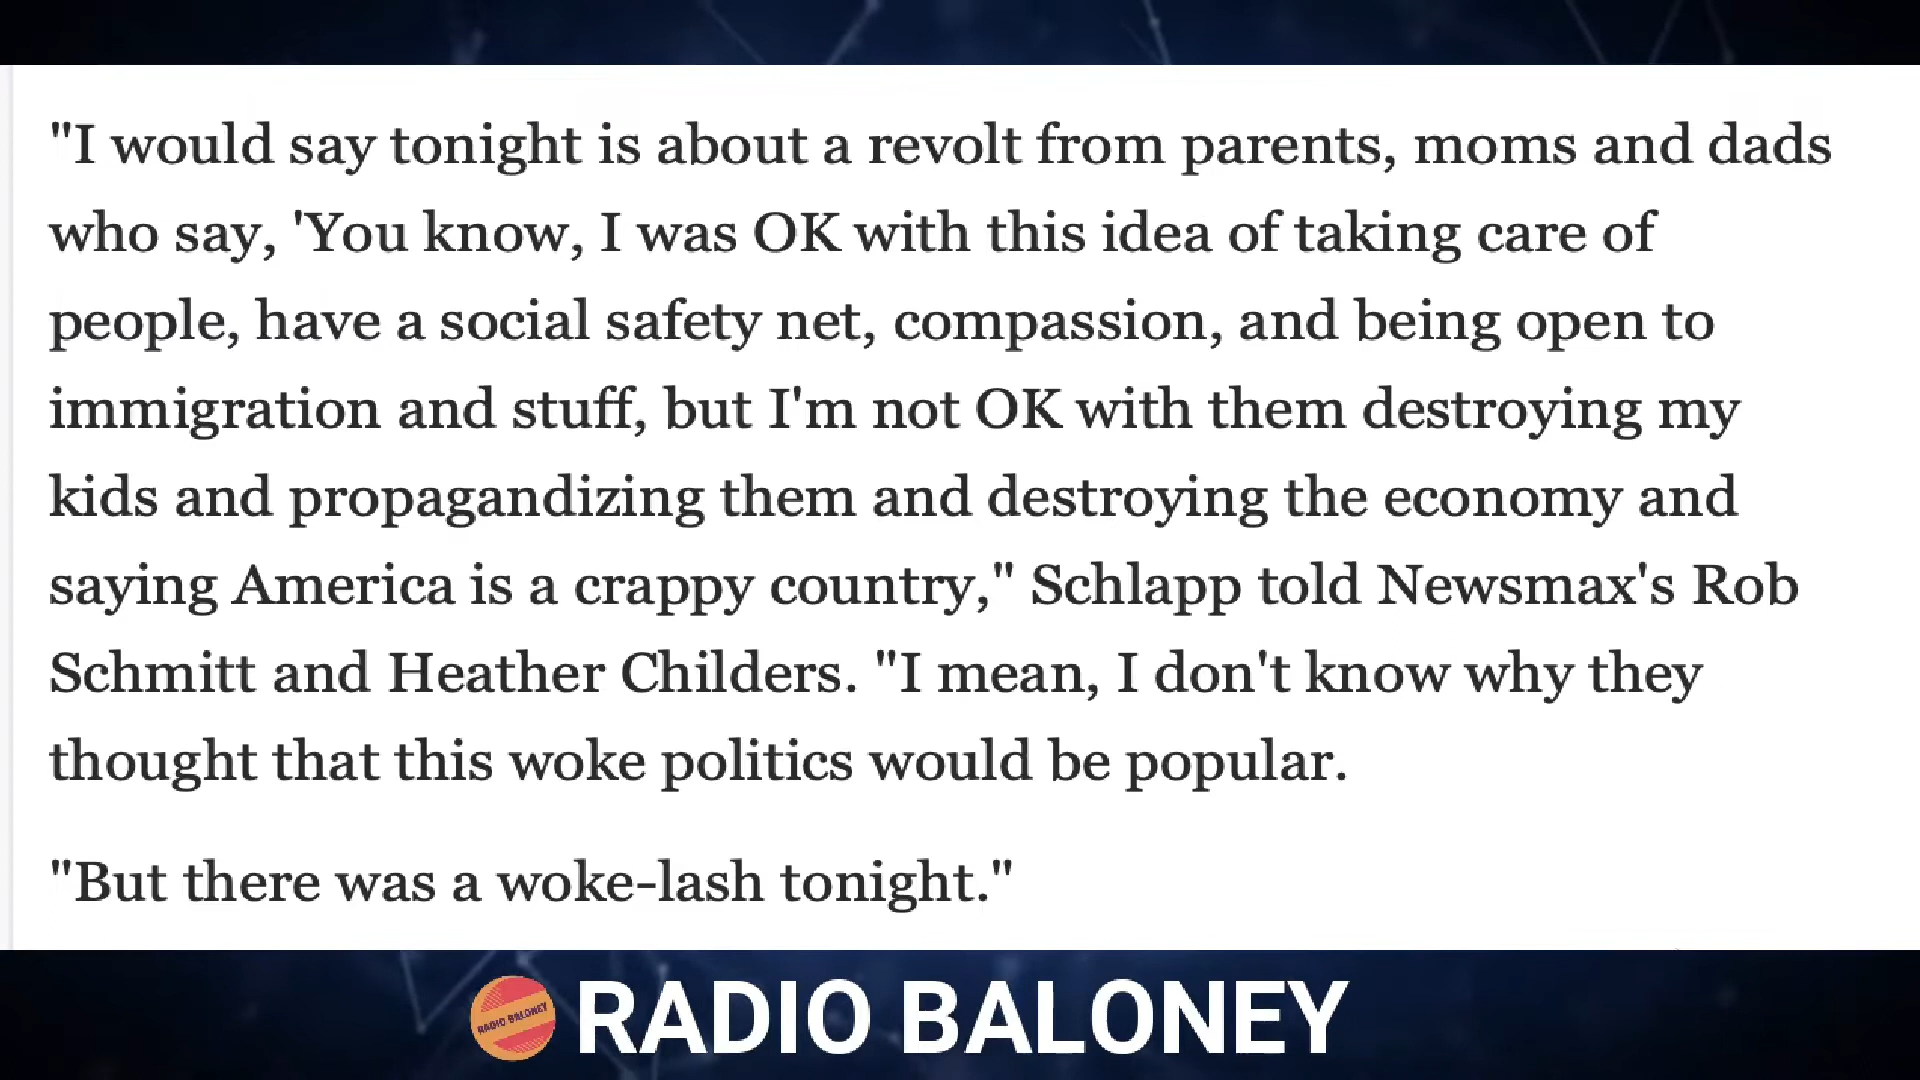 "I would say tonight is about a revolt from parents, moms and dads
who say, 'You know, I was OK with this idea of taking care of
people, have a social safety net, compassion, and being open to
immigration and stuff, but I'm not OK with them destroying my
kids and propagandizing them and destroying the economy and
saying America is a crappy country," Schlapp told Newsmax's Rob
Schmitt and Heather Childers. "I mean, I don't know why they
thought that this woke politics would be popular.
"But there was a woke-lash tonight."
RADIO BALONEY
RADIO BALONEY